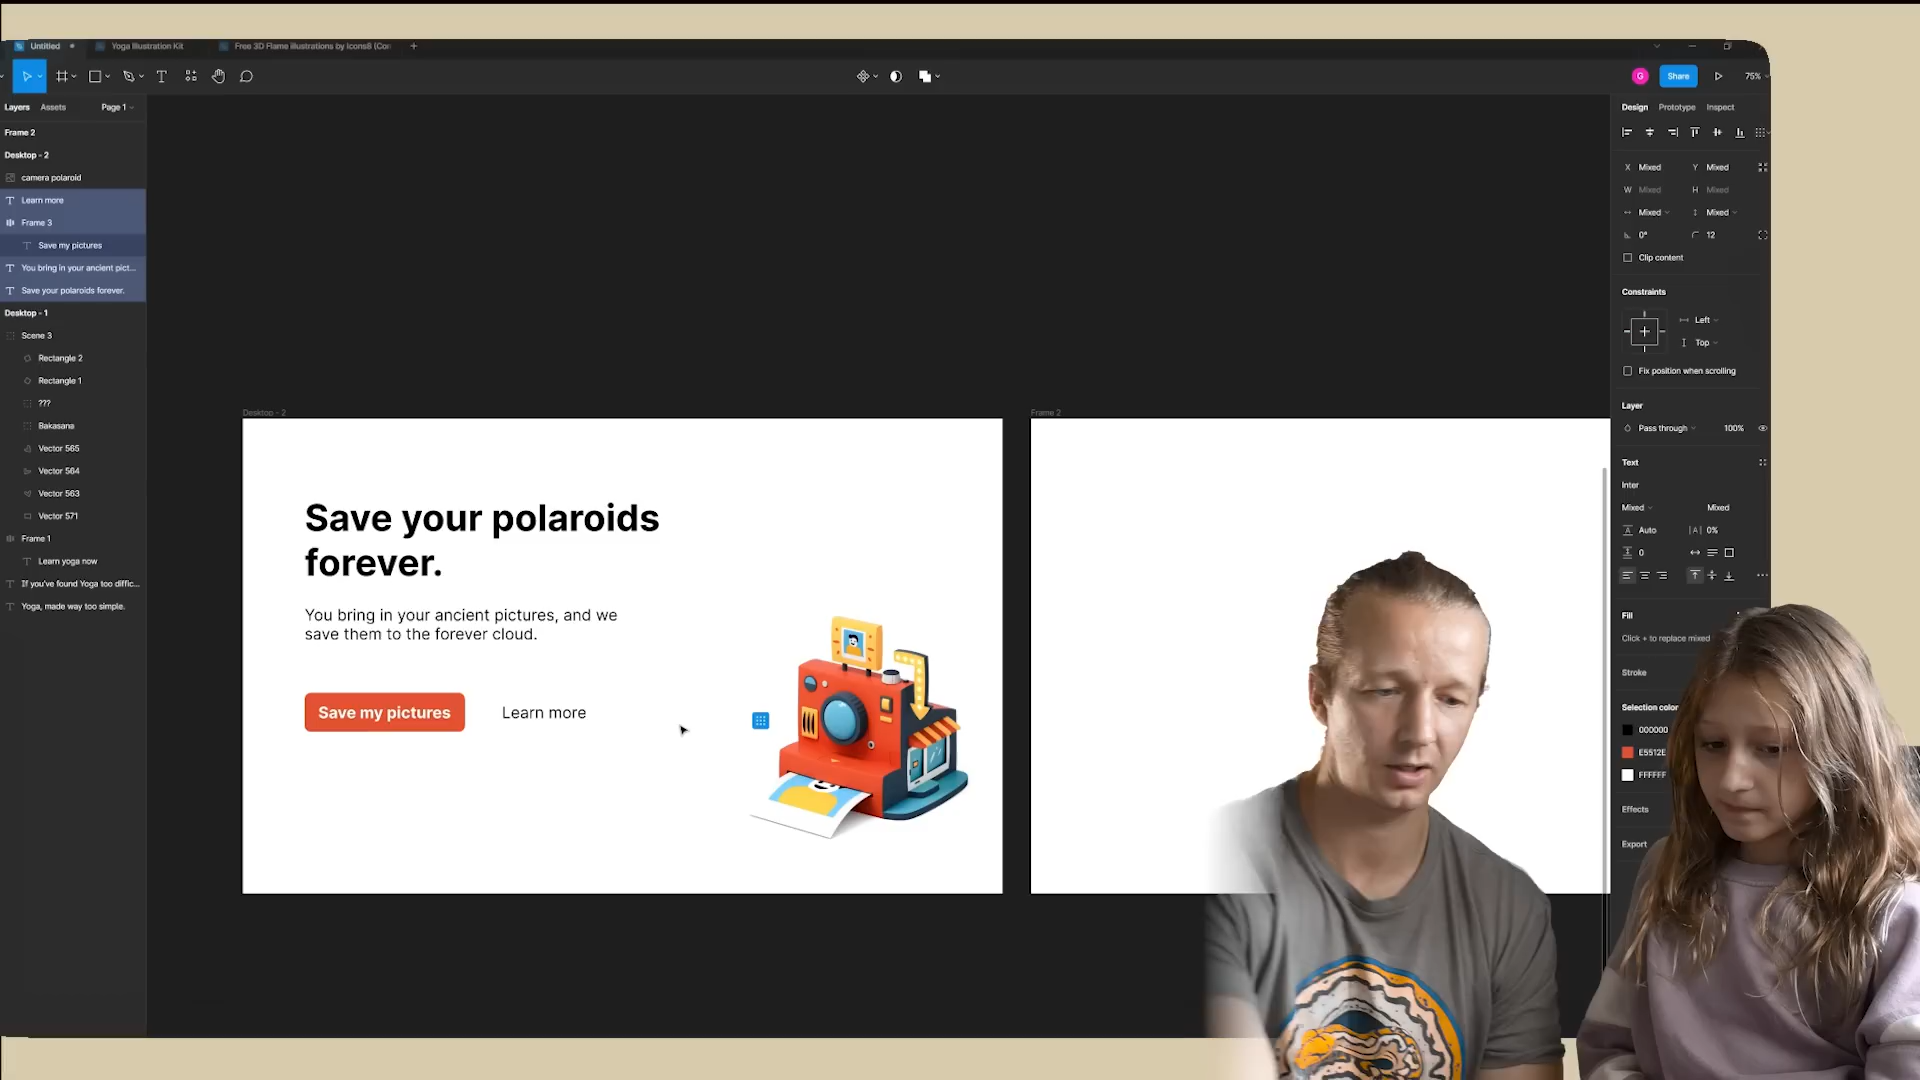 Untitled
Yoga Illustration Kit
Free 3D Flame illustrations by icons8 (Cor
Share
75%
Layers
Assets
Page 1
Design
Prototype
Inspect
Frame 2
Desktop - 2
camera polaroid
Learn more
Frame 3
Save my pictures
You bring in your ancient pict...
Save your polaroids forever.
Desktop - 1
Scene 3
Rectangle 2
Rectangle 1
???
Bakasana
Vector 565
Vector 564
Vector 563
Vector 571
Frame 1
Learn yoga now
If you've found Yoga too diffic...
Yoga, made way too simple.
Desktop - 2
Save your polaroids
forever.
You bring in your ancient pictures, and we
save them to the forever cloud.
Save my pictures
Learn more
Frame 2
X Mixed
Y Mixed
W Mixed
H Mixed
Mixed
Mixed
0°
12
Clip content
Constraints
Left
Top
Fix position when scrolling
Layer
Pass through
100%
Text
Inter
Mixed
Mixed
Auto
|A| 0%
0
Fill
Click + to replace mixed
Stroke
Selection color
000000
E5512E
FFFFFF
Effects
Export